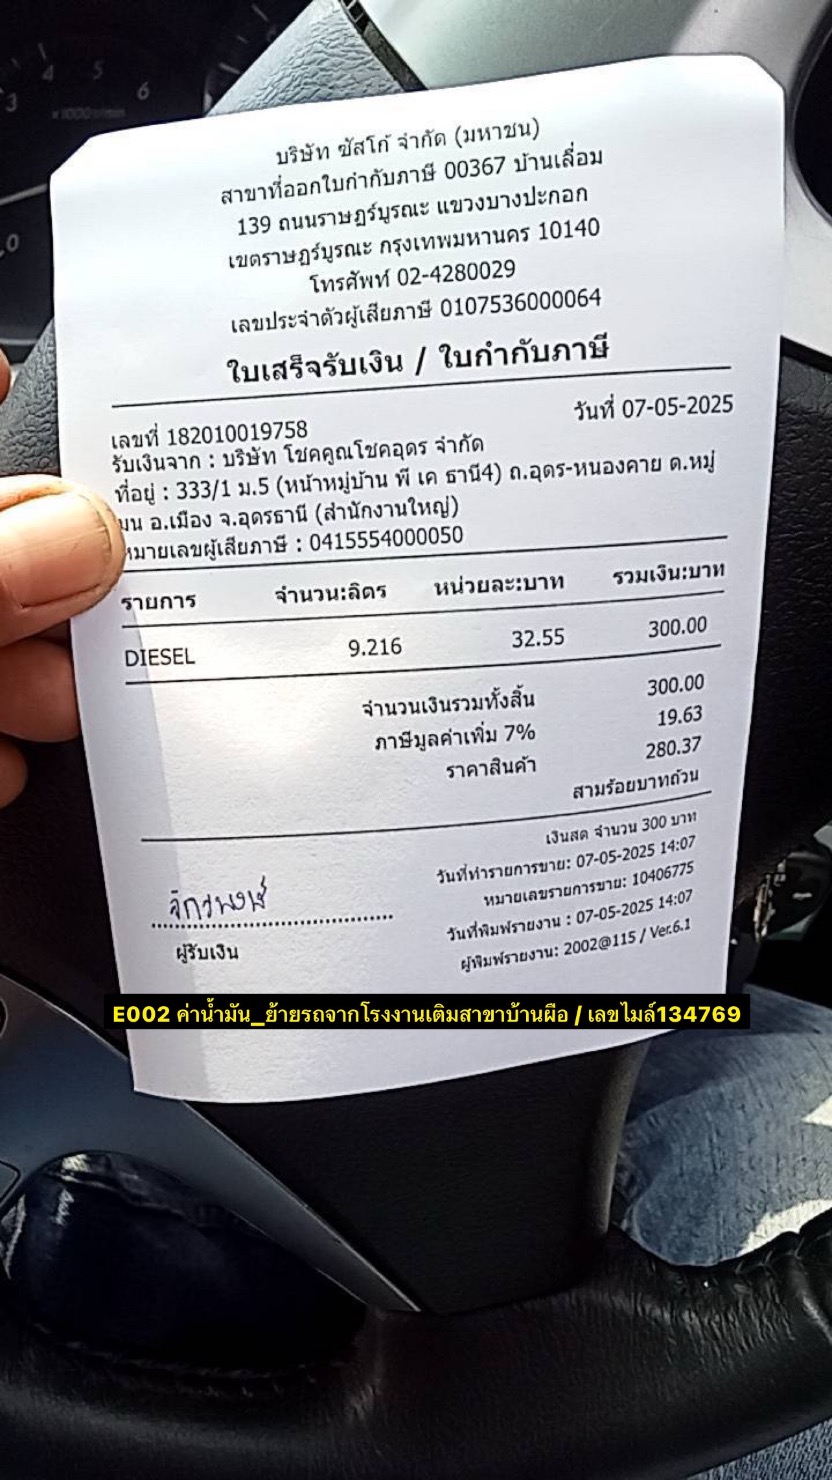 3 4 5 6
x1000r/min
0
บริษัท ซัสโก้ จำกัด (มหาชน)
สาขาที่ออกใบกำกับภาษี 00367 บ้านเลื่อม
139 ถนนราษฎร์บูรณะ แขวงบางปะกอก
เขตราษฎร์บูรณะ กรุงเทพมหานคร 10140
โทรศัพท์ 02-4280029
เลขประจำตัวผู้เสียภาษี 0107536000064
ใบเสร็จรับเงิน / ใบกำกับภาษี
เลขที่ 182010019758 วันที่ 07-05-2025
รับเงินจาก : บริษัท โชคคูณโชคอุดร จำกัด
ที่อยู่ : 333/1 ม.5 (หน้าหมู่บ้าน พี เค ธานี4) ถ.อุดร-หนองคาย ต.หมู่
มน อ.เมือง จ.อุดรธานี (สำนักงานใหญ่)
หมายเลขผู้เสียภาษี : 0415554000050
รายการ จำนวน:ลิตร หน่วยละ:บาท รวมเงิน:บาท
DIESEL 9.216 32.55 300.00
จำนวนเงินรวมทั้งสิ้น 300.00
ภาษีมูลค่าเพิ่ม 7% 19.63
ราคาสินค้า 280.37
สามร้อยบาทถ้วน
เงินสด จำนวน 300 บาท
วันที่ทำรายการขาย: 07-05-2025 14:07
หมายเลขรายการขาย: 10406775
วันที่พิมพ์รายงาน : 07-05-2025 14:07
ผู้พิมพ์รายงาน: 2002@115 / Ver.6.1
จักรพงษ์
ผู้รับเงิน
E002 ค่าน้ำมัน_ย้ายรถจากโรงงานเติมสาขาบ้านผือ / เลขไมล์134769